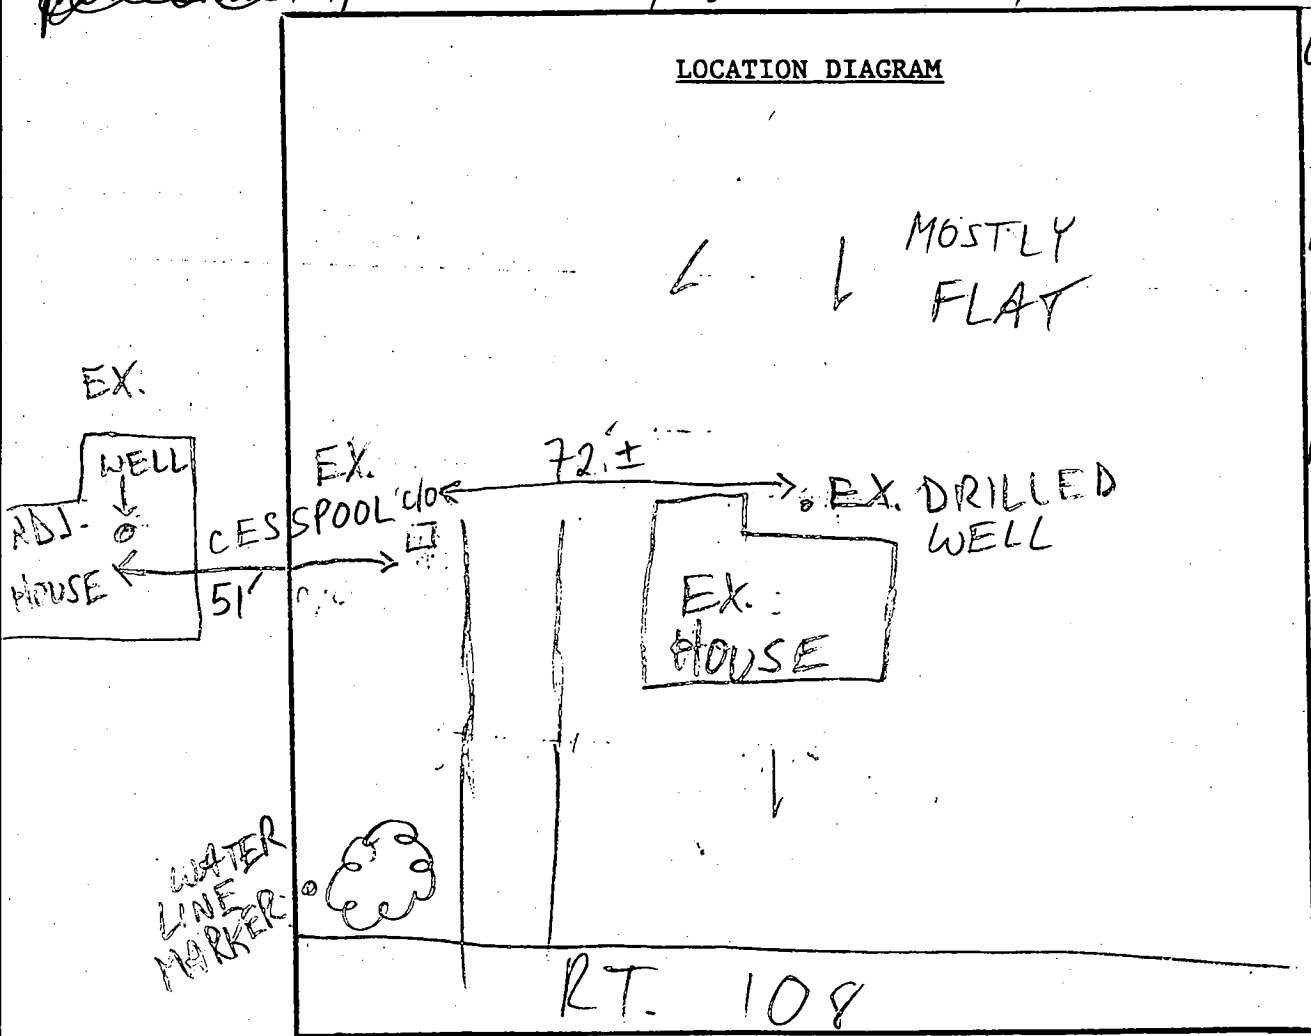 LOCATION DIAGRAM
MOSTLY
FLAT
EX.
WELL
ADJ.
HOUSE
EX.
CESSPOOL c/o
51'
72'±
EX. DRILLED
WELL
EX.
HOUSE
WATER
LINE
MARKER
RT. 108